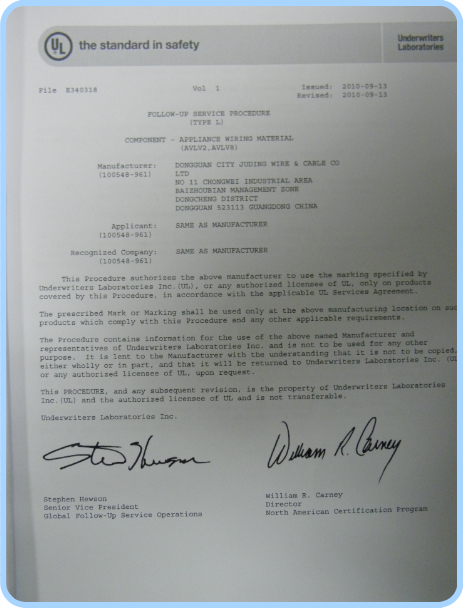 UL the standard in safety
Underwriters
Laboratories
File E340318 Vol 1 Issued: 2010-09-13
Revised: 2010-09-13
FOLLOW-UP SERVICE PROCEDURE
(TYPE L)
COMPONENT - APPLIANCE WIRING MATERIAL
(AVLV2,AVLV8)
Manufacturer: DONGGUAN CITY JUDING WIRE & CABLE CO
(100548-961) LTD
NO 11 CHONGWEI INDUSTRIAL AREA
BAIZHOUBIAN MANAGEMENT ZONE
DONGCHENG DISTRICT
DONGGUAN 523113 GUANGDONG CHINA
Applicant: SAME AS MANUFACTURER
(100548-961)
Recognized Company: SAME AS MANUFACTURER
(100548-961)
This Procedure authorizes the above manufacturer to use the marking specified by
Underwriters Laboratories Inc.(UL), or any authorized licensee of UL, only on products
covered by this Procedure, in accordance with the applicable UL Services Agreement.
The prescribed Mark or Marking shall be used only at the above manufacturing location on suc
products which comply with this Procedure and any other applicable requirements.
The Procedure contains information for the use of the above named Manufacturer and
representatives of Underwriters Laboratories Inc. and is not to be used for any other
purpose. It is lent to the Manufacturer with the understanding that it is not to be copied,
either wholly or in part, and that it will be returned to Underwriters Laboratories Inc. (UL
or any authorized licensee of UL, upon request.
This PROCEDURE, and any subsequent revision, is the property of Underwriters Laboratories
Inc.(UL) and the authorized licensee of UL and is not transferable.
Underwriters Laboratories Inc.
William R. Carney
Stephen Hewson
Senior Vice President
Global Follow-Up Service Operations
William R. Carney
Director
North American Certification Program